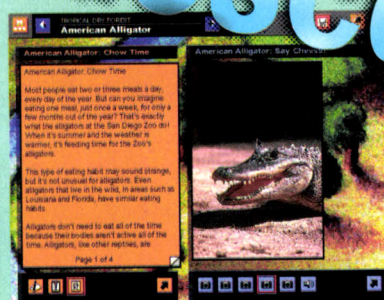 TROPICAL DRY FOREST
American Alligator
American Alligator: Chow Time
American Alligator: Say Cheese!
American Alligator: Chow Time
Most people eat two or three meals a day,
every day of the year. But can you imagine
eating one meal, just once a week, for only a
few months out of the year? That's exactly
what the alligators at the San Diego Zoo do!
When it's summer and the weather is
warmer, it's feeding time for the Zoo's
alligators.
This type of eating habit may sound strange,
but it's not unusual for alligators. Even
alligators that live in the wild, in areas such as
Louisiana and Florida, have similar eating
habits.
Alligators don't need to eat all of the time
because their bodies aren't active all of the
time. Alligators, like other reptiles, are
Page 1 of 4